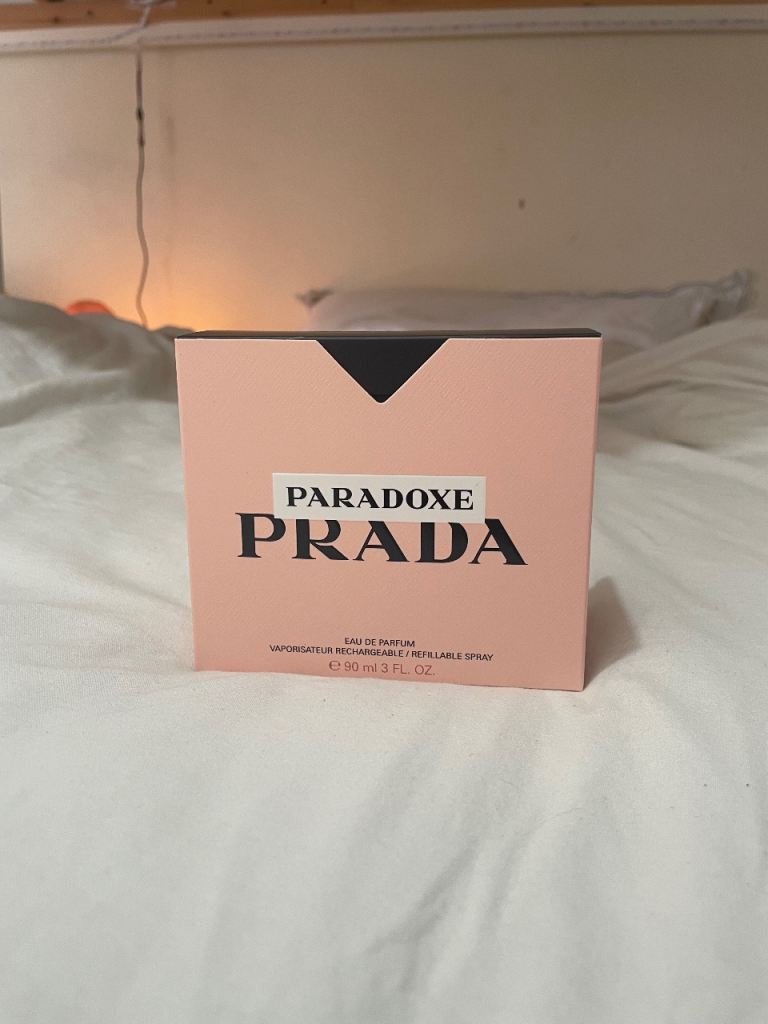 PARADOXE
PRADA
EAU DE PARFUM
VAPORISATEUR RECHARGEABLE / REFILLABLE SPRAY
℮ 90 ml 3 FL. OZ.